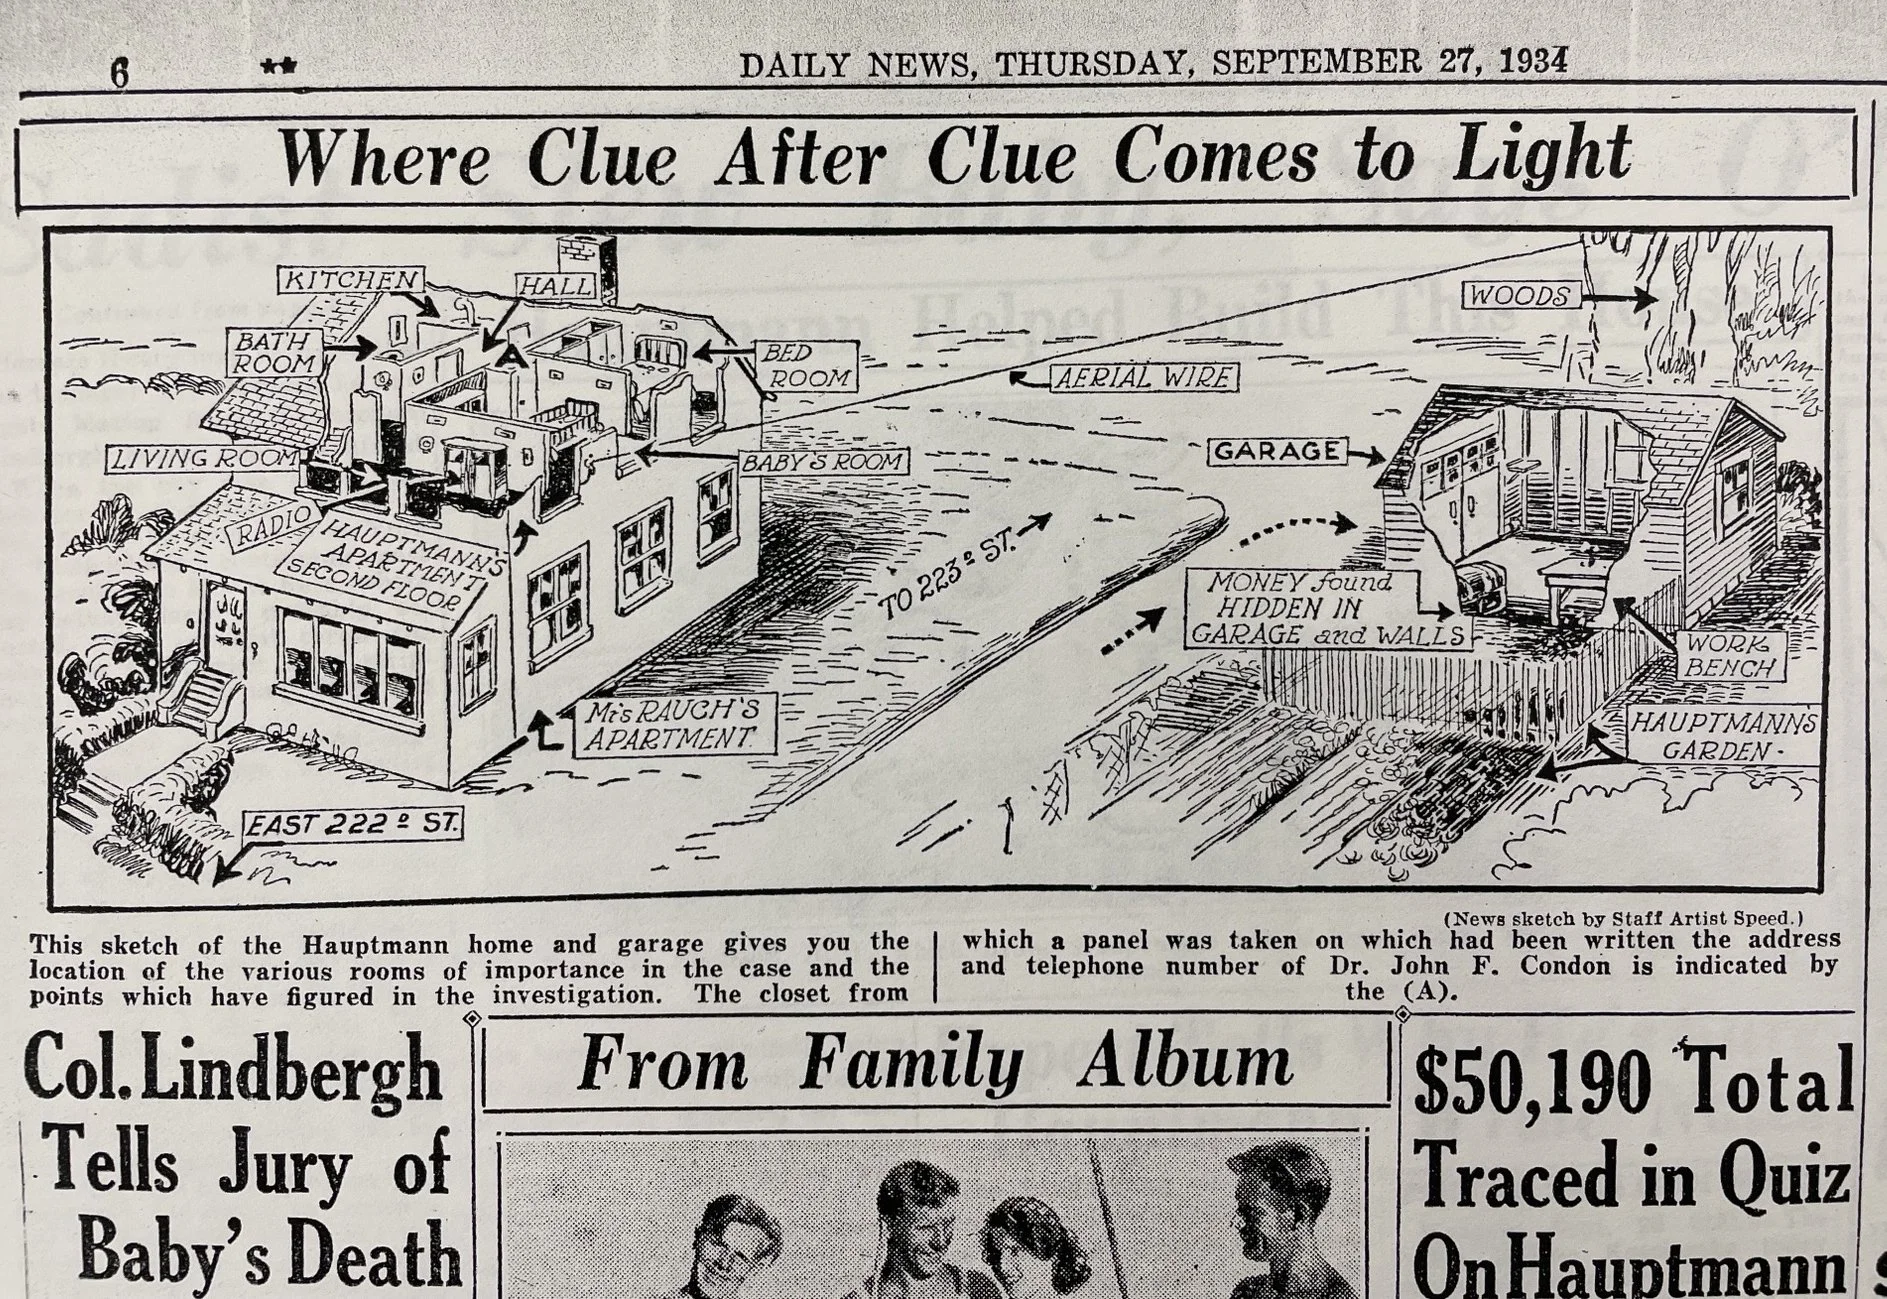 6 ** DAILY NEWS, THURSDAY, SEPTEMBER 27, 1934
Where Clue After Clue Comes to Light
KITCHEN
HALL
BATH
ROOM
BED
ROOM
AERIAL WIRE
WOODS
LIVING ROOM
BABY'S ROOM
GARAGE
RADIO
HAUPTMANN'S
APARTMENT
SECOND FLOOR
A
TO 223ᴰ ST.
MONEY found
HIDDEN IN
GARAGE and WALLS
WORK
BENCH
MrsRAUCH'S
APARTMENT.
HAUPTMANN'S
GARDEN-
EAST 222ᴰ ST.
(News sketch by Staff Artist Speed.)
This sketch of the Hauptmann home and garage gives you the
location of the various rooms of importance in the case and the
points which have figured in the investigation. The closet from
which a panel was taken on which had been written the address
and telephone number of Dr. John F. Condon is indicated by
the (A).
Col. Lindbergh
Tells Jury of
Baby's Death
From Family Album
$50,190 Total
Traced in Quiz
On Hauptmann